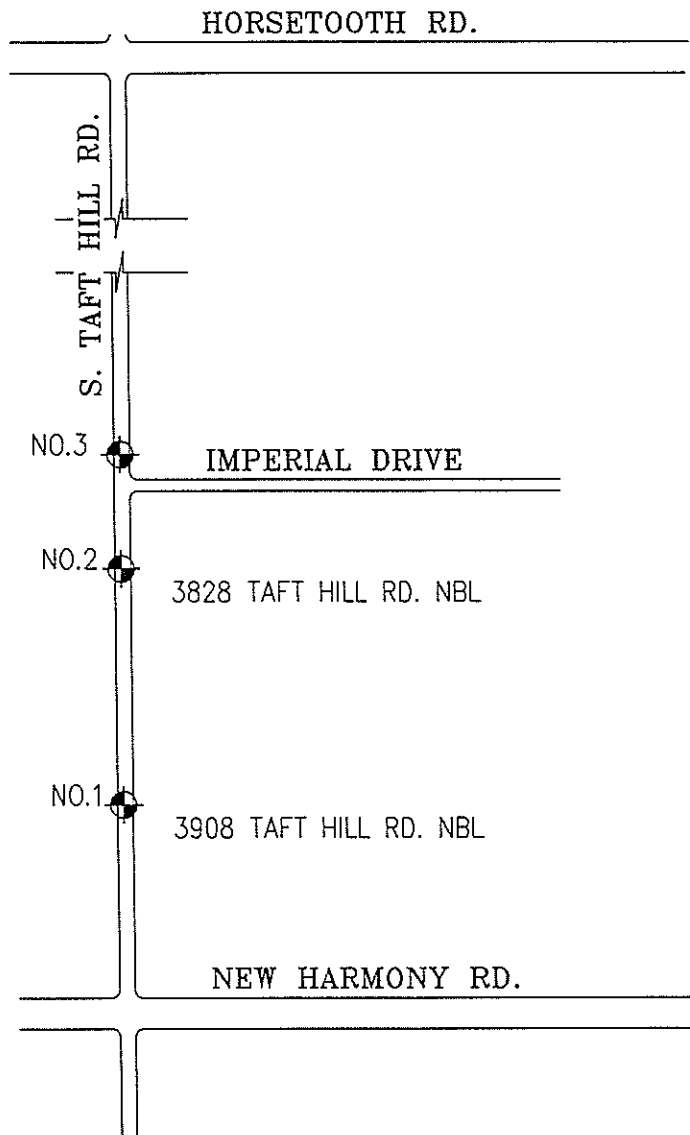 HORSETOOTH RD.
S. TAFT HILL RD.
NO.3
IMPERIAL DRIVE
NO.2
3828 TAFT HILL RD. NBL
NO.1
3908 TAFT HILL RD. NBL
NEW HARMONY RD.